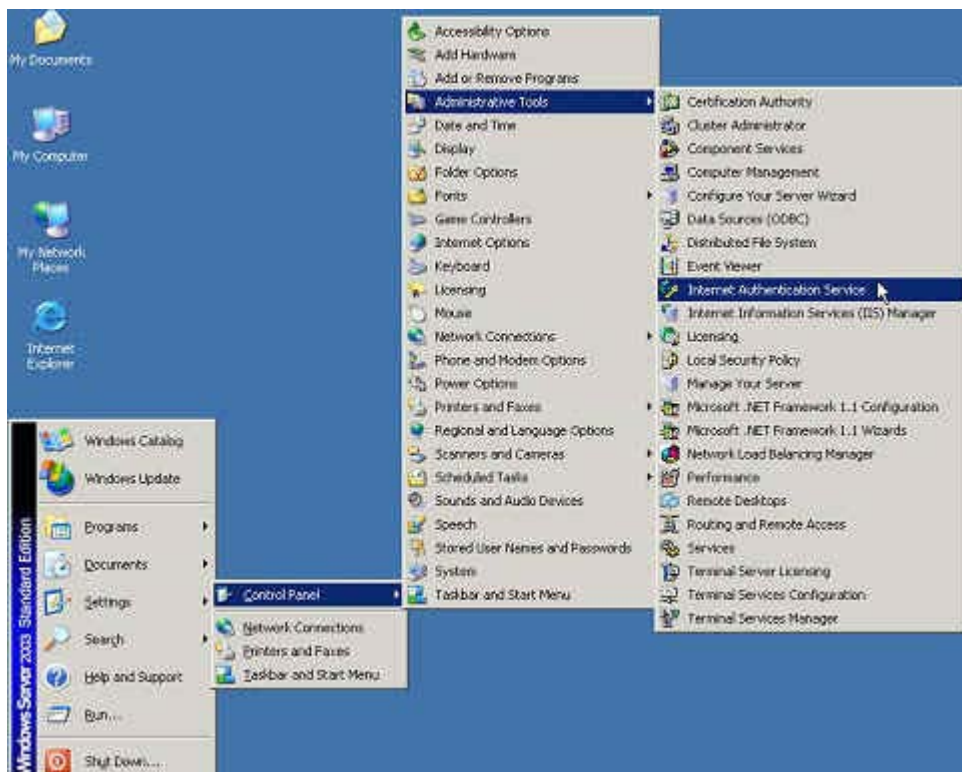 My Documents
My Computer
My Network
Places
Internet
Explorer
Windows Server 2003 Standard Edition
Windows Catalog
Windows Update
Programs
Documents
Settings
Search
Help and Support
Run...
Shut Down...
Control Panel
Network Connections
Printers and Faxes
Taskbar and Start Menu
Accessibility Options
Add Hardware
Add or Remove Programs
Administrative Tools
Date and Time
Display
Folder Options
Fonts
Game Controllers
Internet Options
Keyboard
Licensing
Mouse
Network Connections
Phone and Modem Options
Power Options
Printers and Faxes
Regional and Language Options
Scanners and Cameras
Scheduled Tasks
Sounds and Audio Devices
Speech
Stored User Names and Passwords
System
Taskbar and Start Menu
Certification Authority
Cluster Administrator
Component Services
Computer Management
Configure Your Server Wizard
Data Sources (ODBC)
Distributed File System
Event Viewer
Internet Authentication Service
Internet Information Services (IIS) Manager
Licensing
Local Security Policy
Manage Your Server
Microsoft .NET Framework 1.1 Configuration
Microsoft .NET Framework 1.1 Wizards
Network Load Balancing Manager
Performance
Remote Desktops
Routing and Remote Access
Services
Terminal Server Licensing
Terminal Services Configuration
Terminal Services Manager